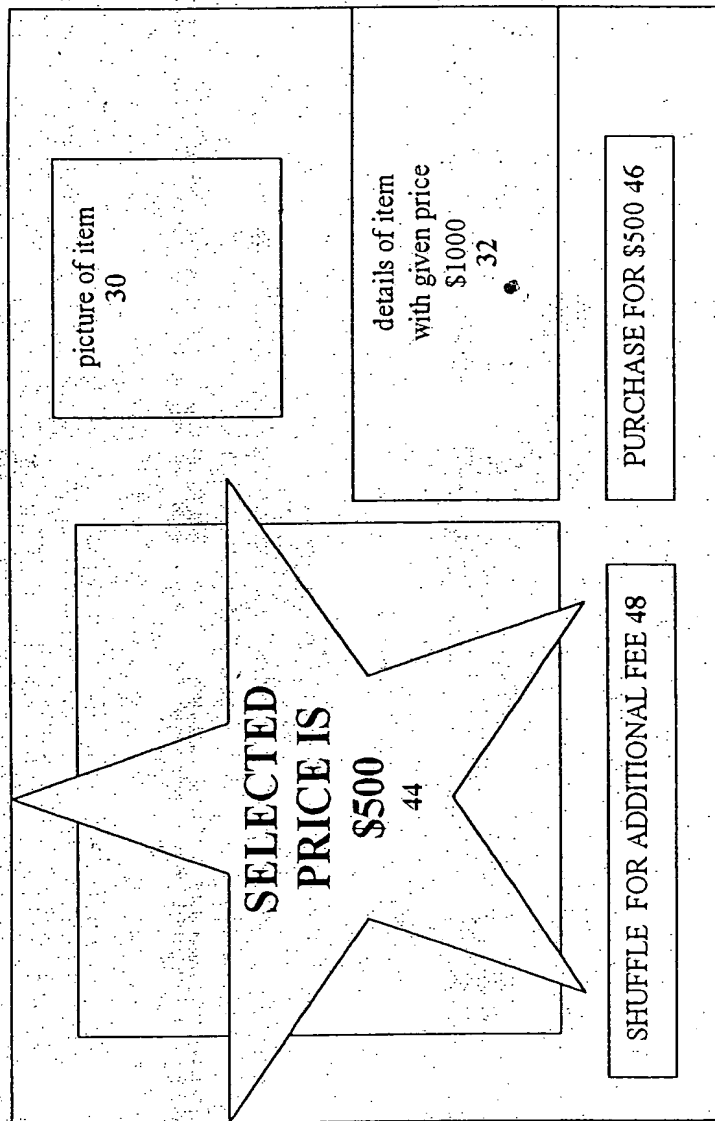 SELECTED
PRICE IS
$500
44
picture of item
30
details of item
with given price
$1000
32
SHUFFLE FOR ADDITIONAL FEE 48
PURCHASE FOR $500 46